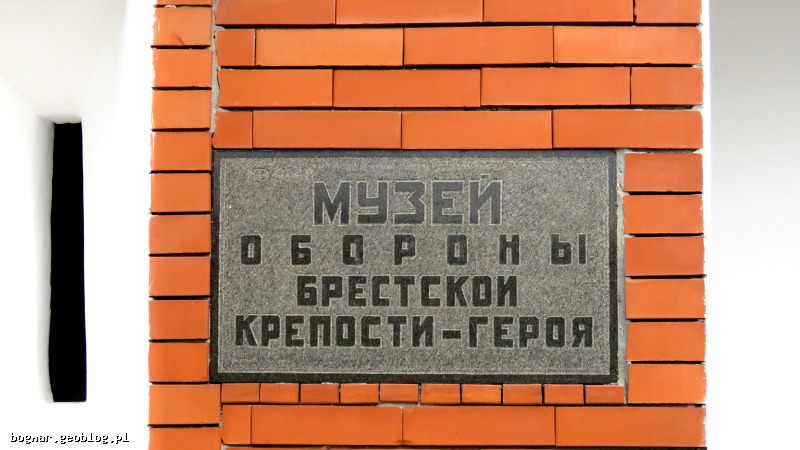 МУЗЕЙ
ОБОРОНЫ
БРЕСТСКОЙ
КРЕПОСТИ-ГЕРОЯ
bognar.geoblog.pl